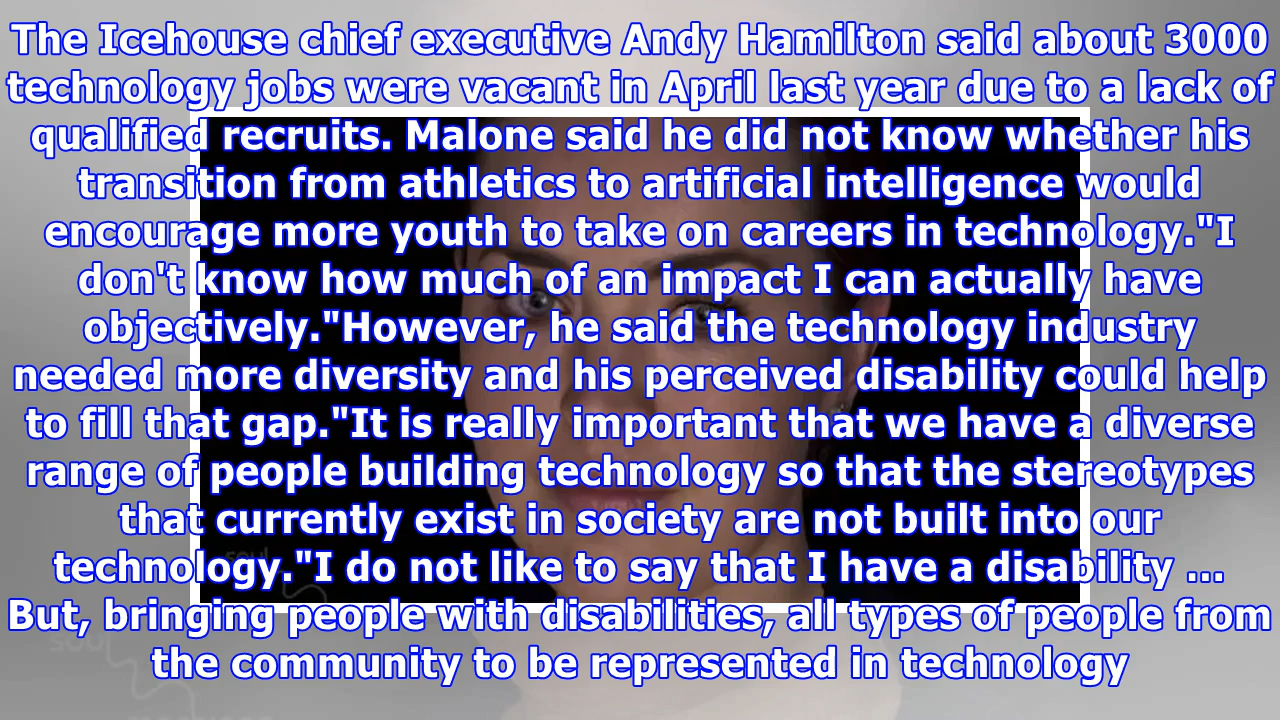 The Icehouse chief executive Andy Hamilton said about 3000
technology jobs were vacant in April last year due to a lack of
qualified recruits. Malone said he did not know whether his
transition from athletics to artificial intelligence would
encourage more youth to take on careers in technology."I
don't know how much of an impact I can actually have
objectively."However, he said the technology industry
needed more diversity and his perceived disability could help
to fill that gap."It is really important that we have a diverse
range of people building technology so that the stereotypes
that currently exist in society are not built into our
technology."I do not like to say that I have a disability ...
But, bringing people with disabilities, all types of people from
the community to be represented in technology
soul
soul